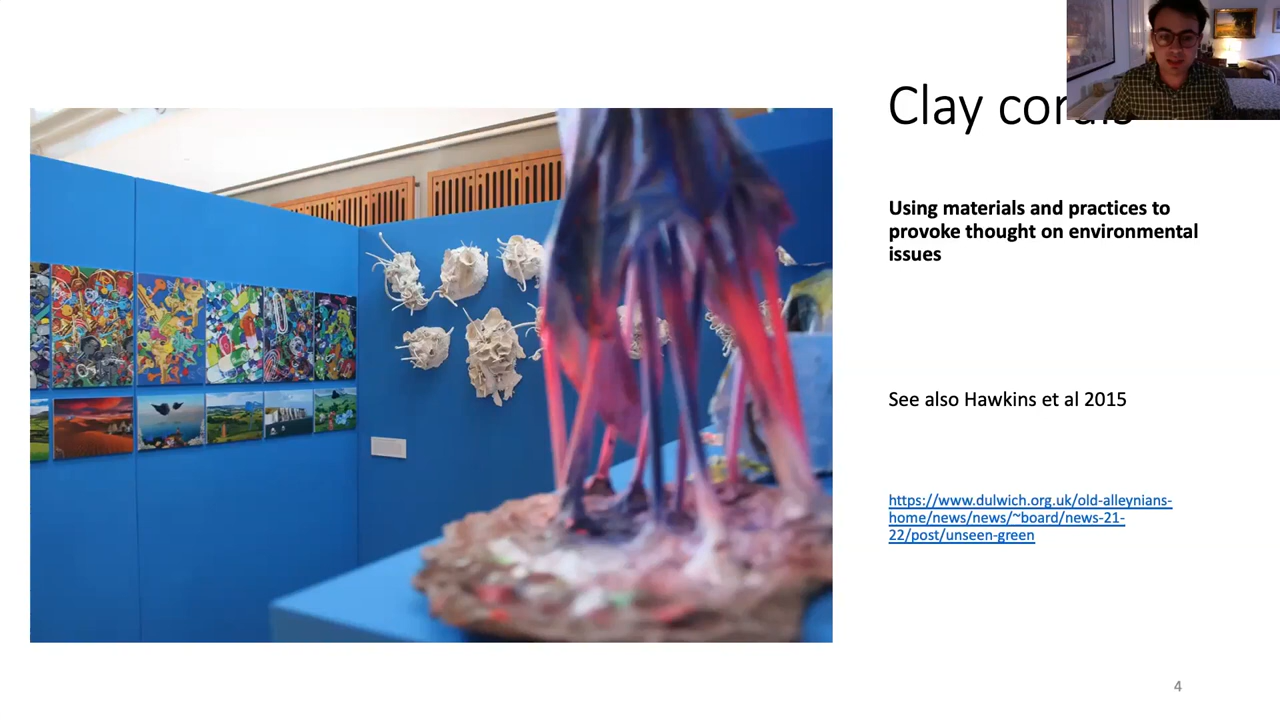 Clay corals
Using materials and practices to
provoke thought on environmental
issues
See also Hawkins et al 2015
https://www.dulwich.org.uk/old-alleynians-
home/news/news/~board/news-21-
22/post/unseen-green
4